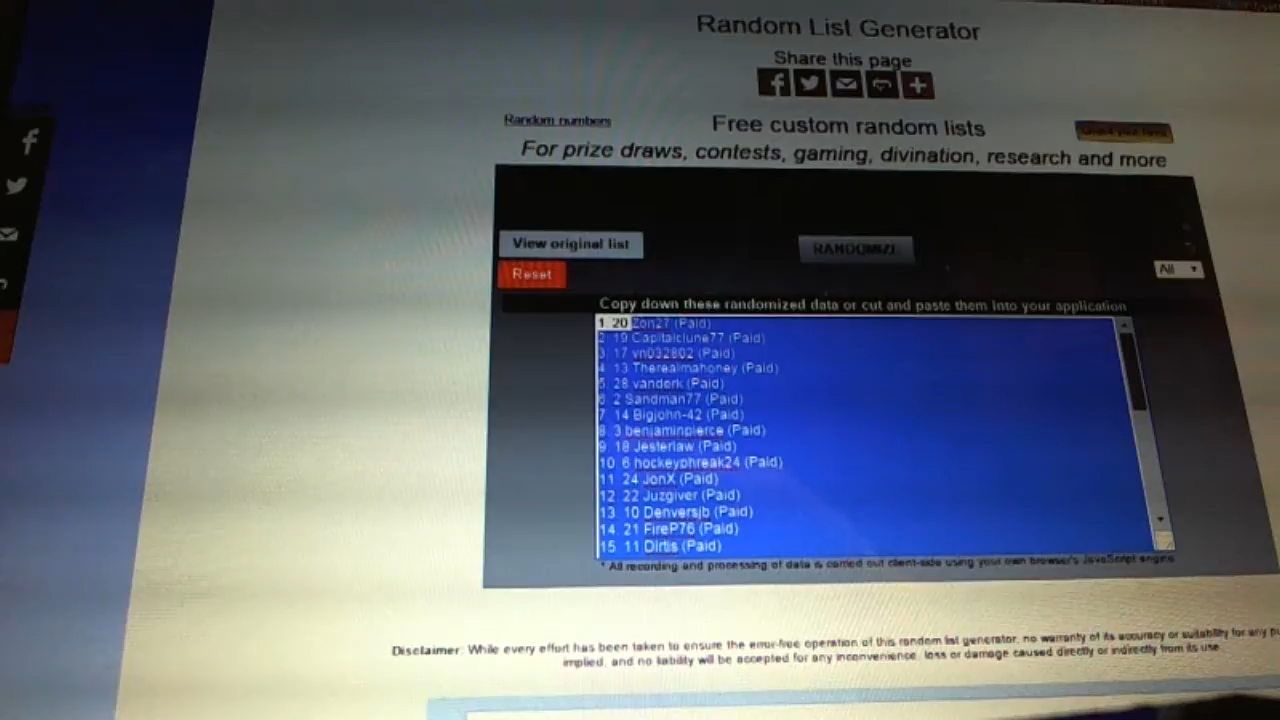 Random List Generator
Share this page
Random numbers
Free custom random lists
For prize draws, contests, gaming, divination, research and more
View original list
RANDOMIZE
Reset
All
Copy down these randomized data or cut and paste them into your application
1. 20 Zon27 (Paid)
2. 19 Capitalclune77 (Paid)
3. 17 vn032802 (Paid)
4. 13 Therealmahoney (Paid)
5. 28 vanderk (Paid)
6. 2 Sandman77 (Paid)
7. 14 Bigjohn-42 (Paid)
8. 3 benjaminpierce (Paid)
9. 18 Jesterlaw (Paid)
10. 6 hockeyphreak24 (Paid)
11. 24 JonX (Paid)
12. 22 Juzgiver (Paid)
13. 10 Denversjb (Paid)
14. 21 FireP76 (Paid)
15. 11 Dirtis (Paid)
* All recording and processing of data is carried out client-side using your own browser's JavaScript engine
Disclaimer: While every effort has been taken to ensure the error-free operation of this random list generator, no warranty of its accuracy or suitability for any
implied, and no liability will be accepted for any inconvenience, loss or damage caused directly or indirectly from its use.